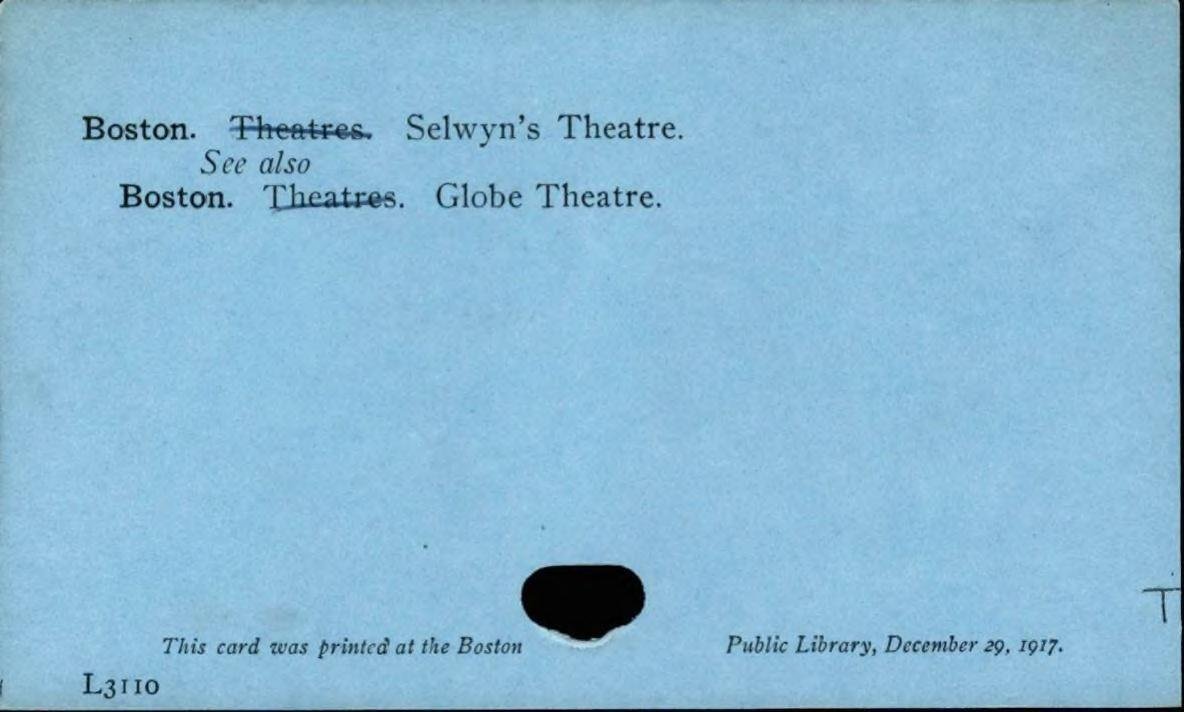 Boston. Theatres. Selwyn's Theatre.
See also
Boston. Theatres. Globe Theatre.
T
This card was printed at the Boston Public Library, December 29, 1917.
L3110